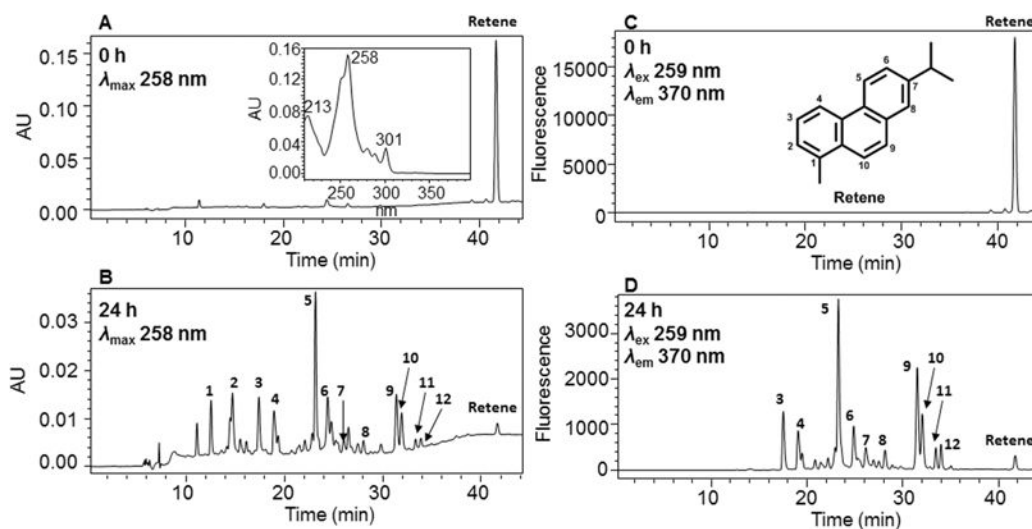 A
Retene
0 h
λmax 258 nm
AU
0.15
0.10
0.05
0.00
0.16
0.12
0.08
0.04
0.00
AU
258
213
301
250 300 350
nm
10 20 30 40
Time (min)
B
24 h
λmax 258 nm
AU
0.03
0.02
0.01
0.00
1 2 3 4 5 6 7 8 9 10 11 12
Retene
10 20 30 40
Time (min)
C
Retene
0 h
λex 259 nm
λem 370 nm
Fluorescence
15000
10000
5000
0
1 2 3 4 5 6 7 8 9 10
Retene
10 20 30 40
Time (min)
D
24 h
λex 259 nm
λem 370 nm
Fluorescence
3000
2000
1000
0
3 4 5 6 7 8 9 10 11 12
Retene
10 20 30 40
Time (min)